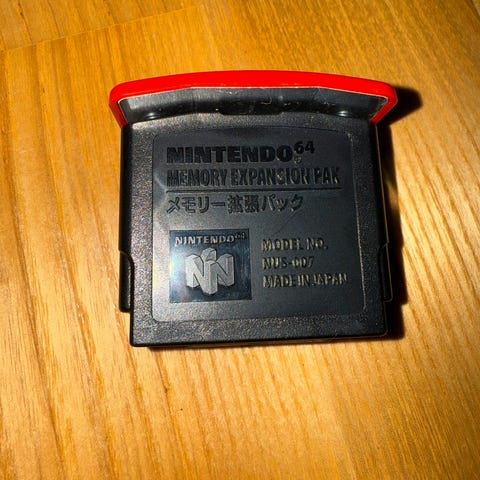 NINTENDO64
MEMORY EXPANSION PAK
メモリー拡張パック
NINTENDO64
N
MODEL NO.
NUS-007
MADE IN JAPAN